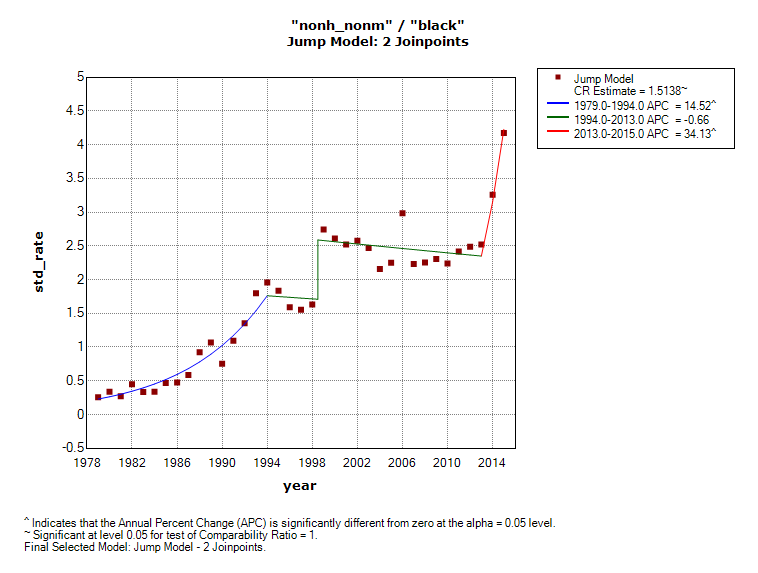 "nonh_nonm" / "black"
Jump Model: 2 Joinpoints
5
4.5
4
3.5
3
2.5
2
1.5
1
0.5
0
-0.5
std_rate
1978 1982 1986 1990 1994 1998 2002 2006 2010 2014
year
Jump Model
CR Estimate = 1.5138~
1979.0-1994.0 APC = 14.52^
1994.0-2013.0 APC = -0.66
2013.0-2015.0 APC = 34.13^
^ Indicates that the Annual Percent Change (APC) is significantly different from zero at the alpha = 0.05 level.
~ Significant at level 0.05 for test of Comparability Ratio = 1.
Final Selected Model: Jump Model - 2 Joinpoints.